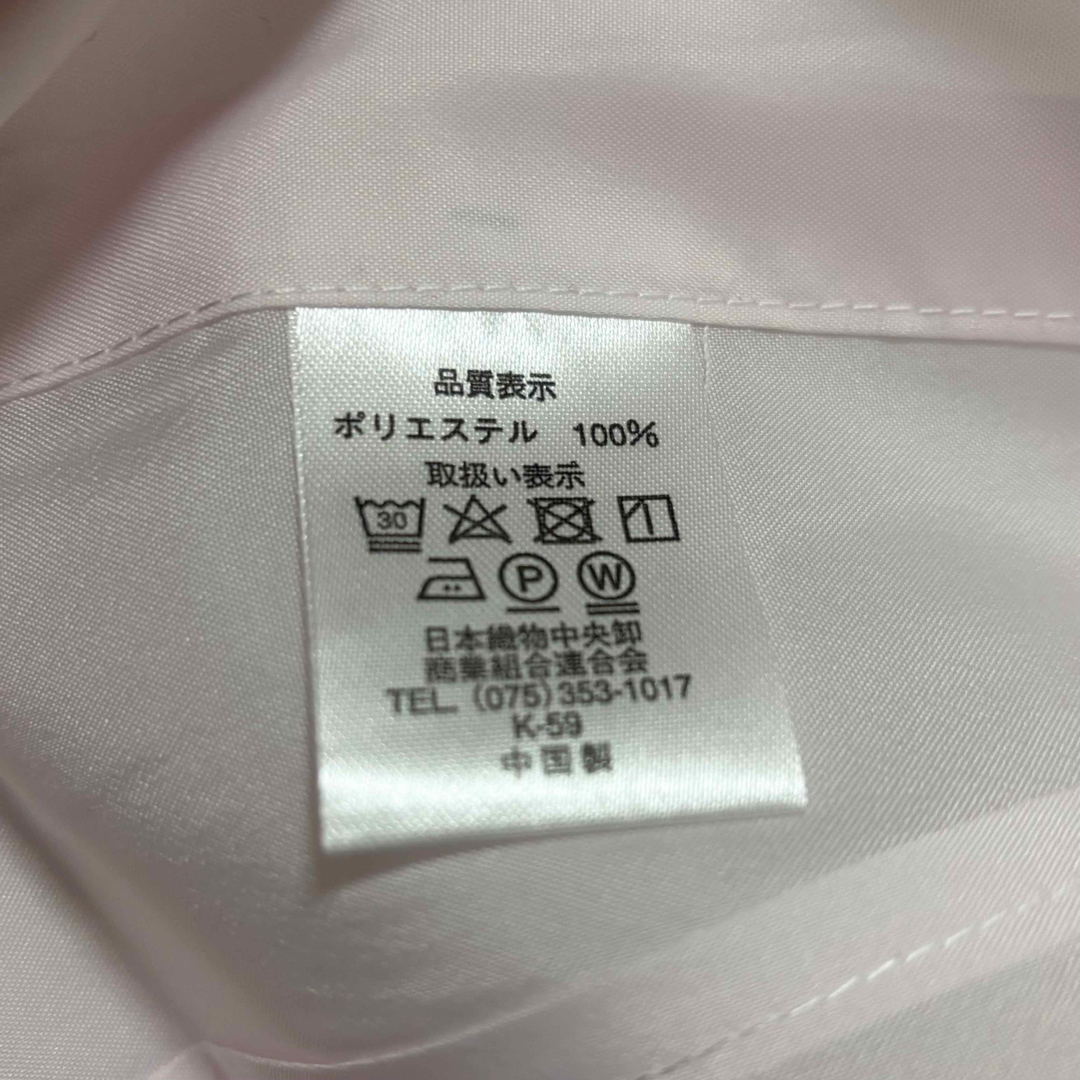 品質表示
ポリエステル 100%
取扱い表示
30
P W
日本織物中央卸
商業組合連合会
TEL. (075)353-1017
K-59
中国製